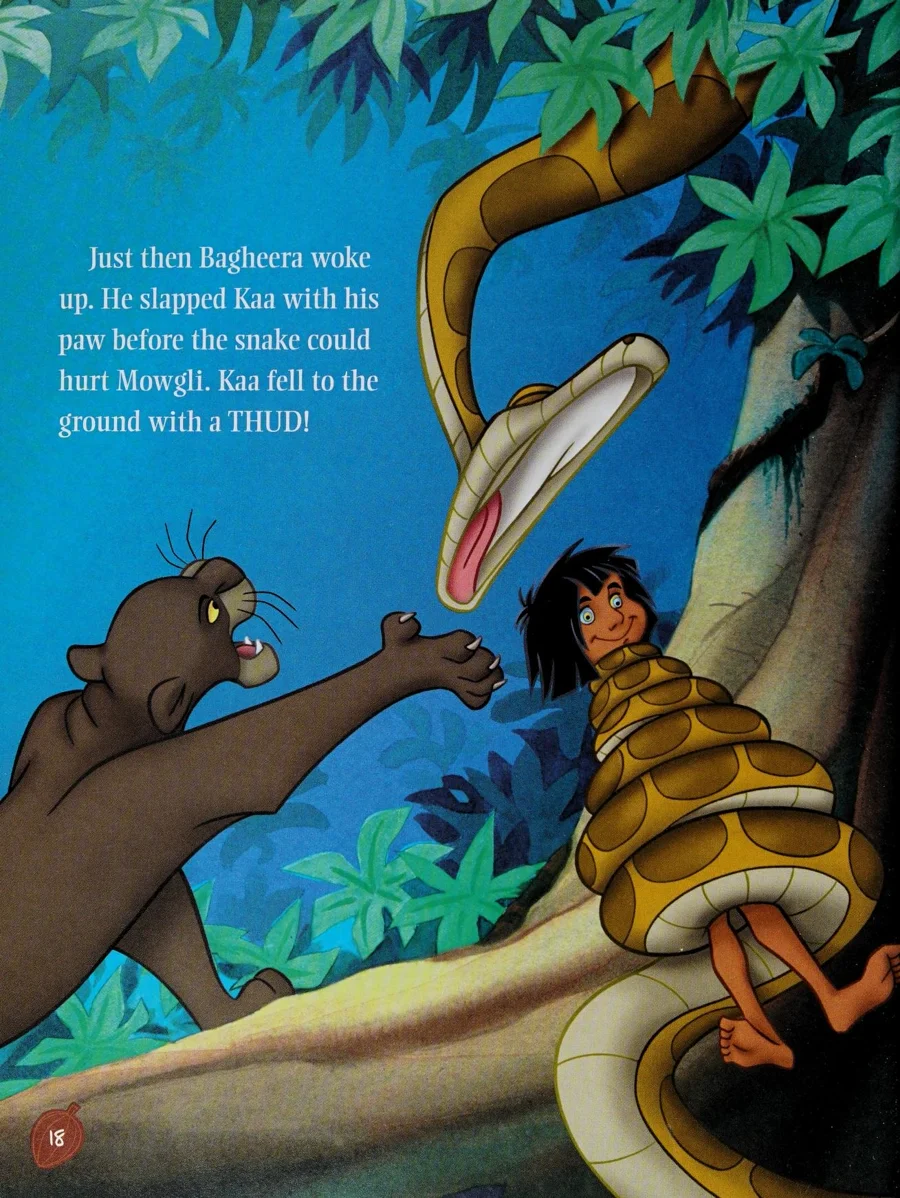 Just then Bagheera woke
up. He slapped Kaa with his
paw before the snake could
hurt Mowgli. Kaa fell to the
ground with a THUD!
18